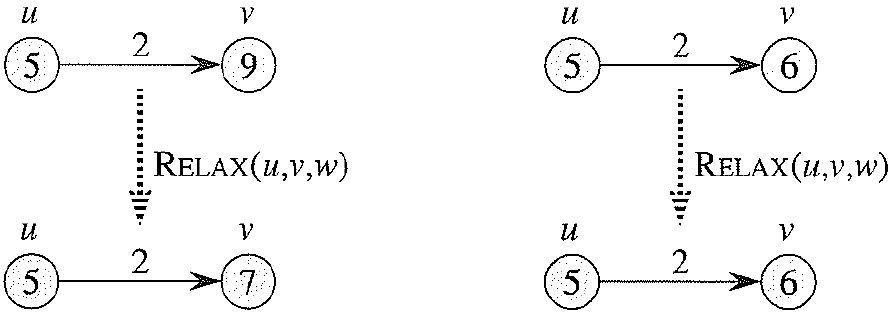 u v u v
2 2
5 9 5 6
RELAX(u,v,w) RELAX(u,v,w)
u v u v
2 2
5 7 5 6